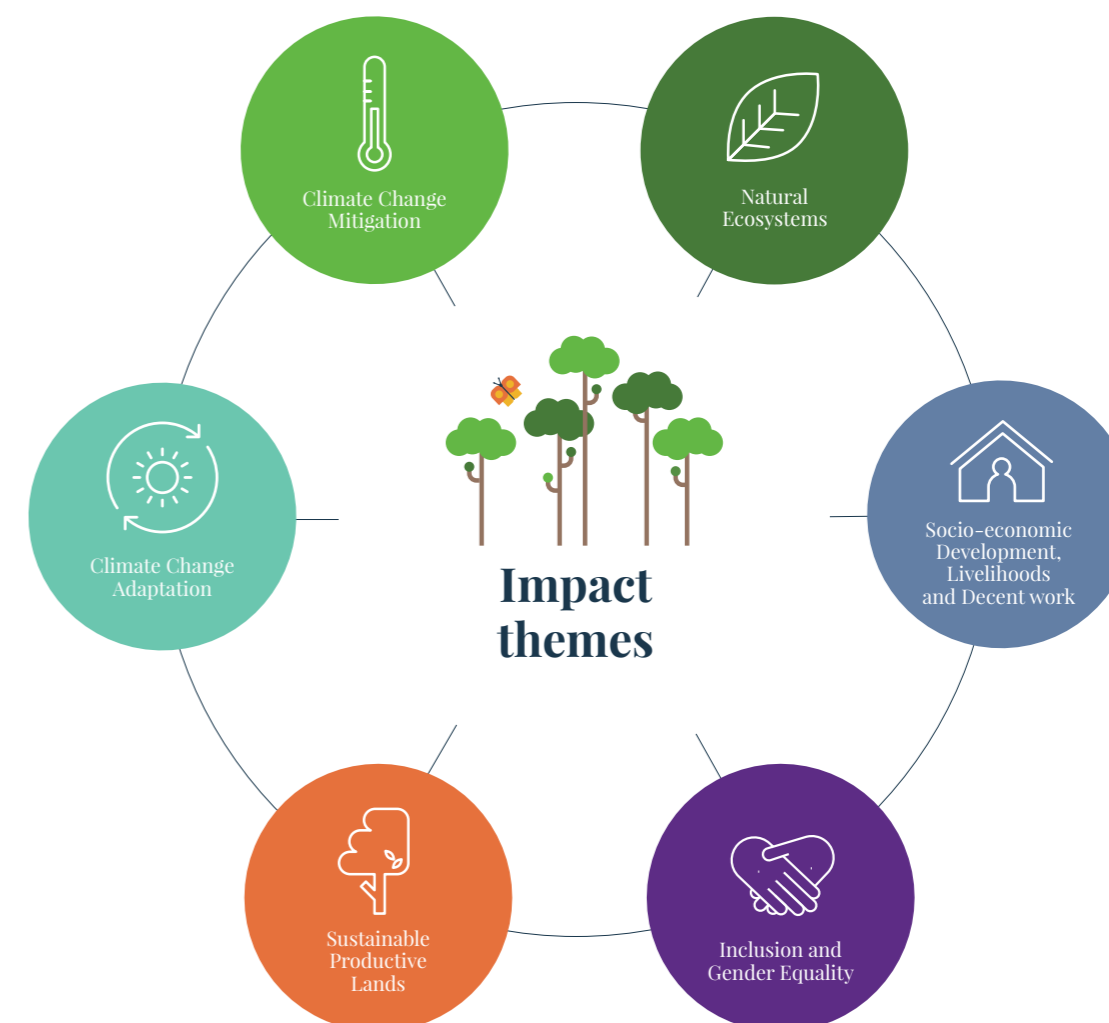 Climate Change
Mitigation
Natural
Ecosystems
Climate Change
Adaptation
Socio-economic
Development,
Livelihoods
and Decent work
Impact
themes
Sustainable
Productive
Lands
Inclusion and
Gender Equality